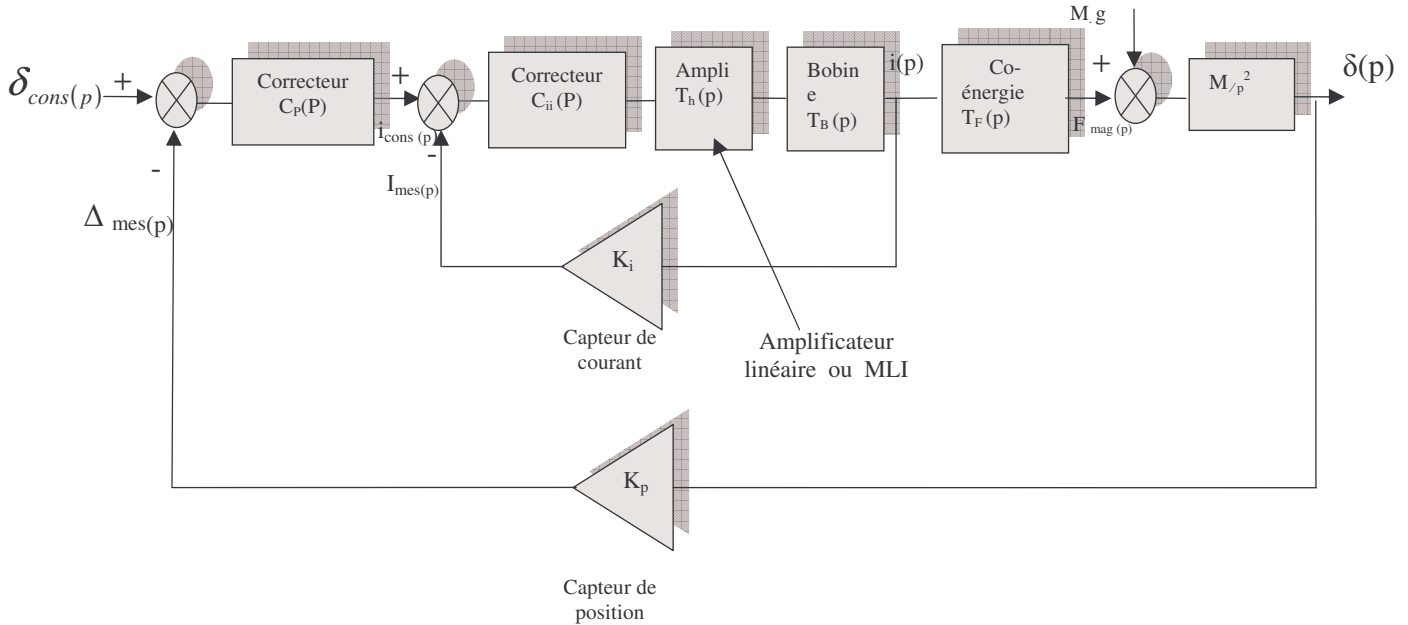 M.g
δcons(p)
+
Correcteur
CP(P)
+
icons (p)
Correcteur
Cii(P)
Ampli
Th(p)
Bobin
e
TB(p)
i(p)
Co-
énergie
TF(p)
+
F mag (p)
M/p²
δ(p)
-
Δ mes(p)
-
Imes(p)
Ki
Capteur de
courant
Amplificateur
linéaire ou MLI
Kp
Capteur de
position